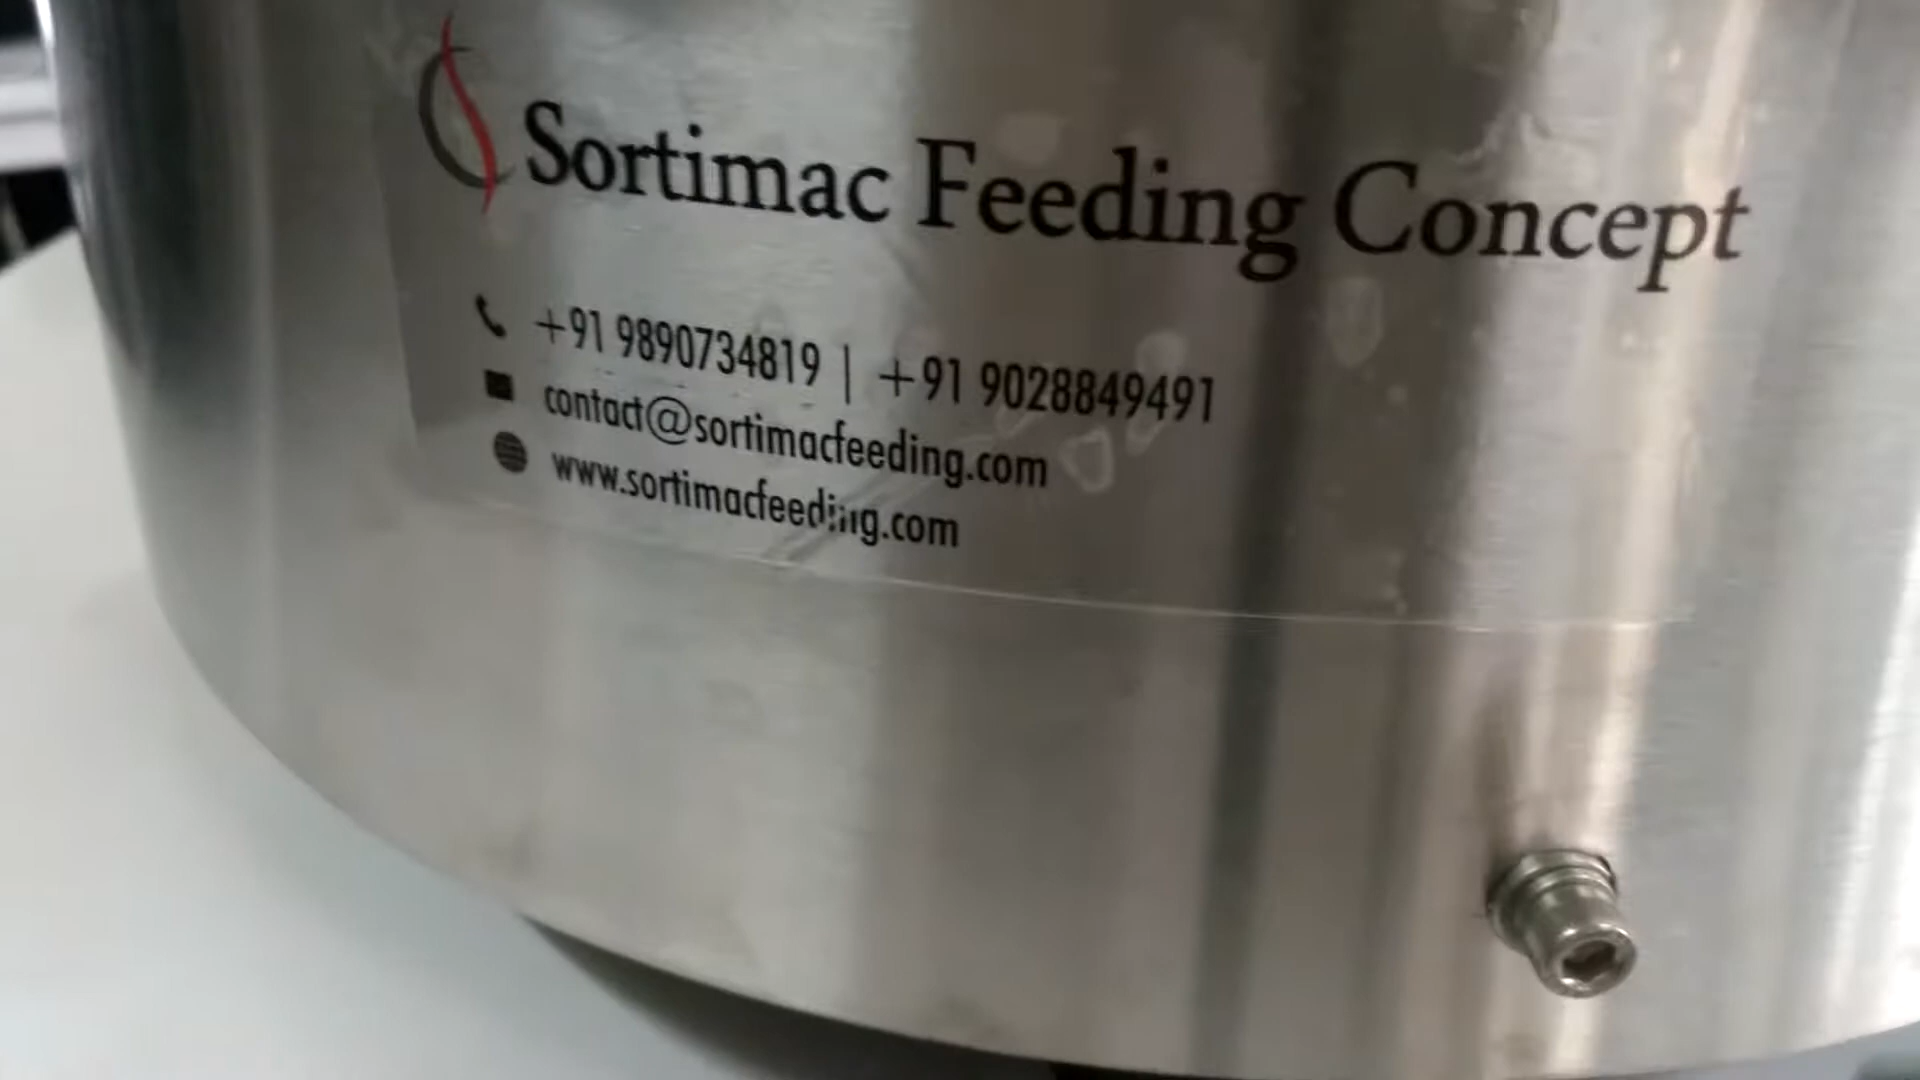 Sortimac Feeding Concept
+91 9890734819 | +91 9028849491
contact@sortimacfeeding.com
www.sortimacfeeding.com